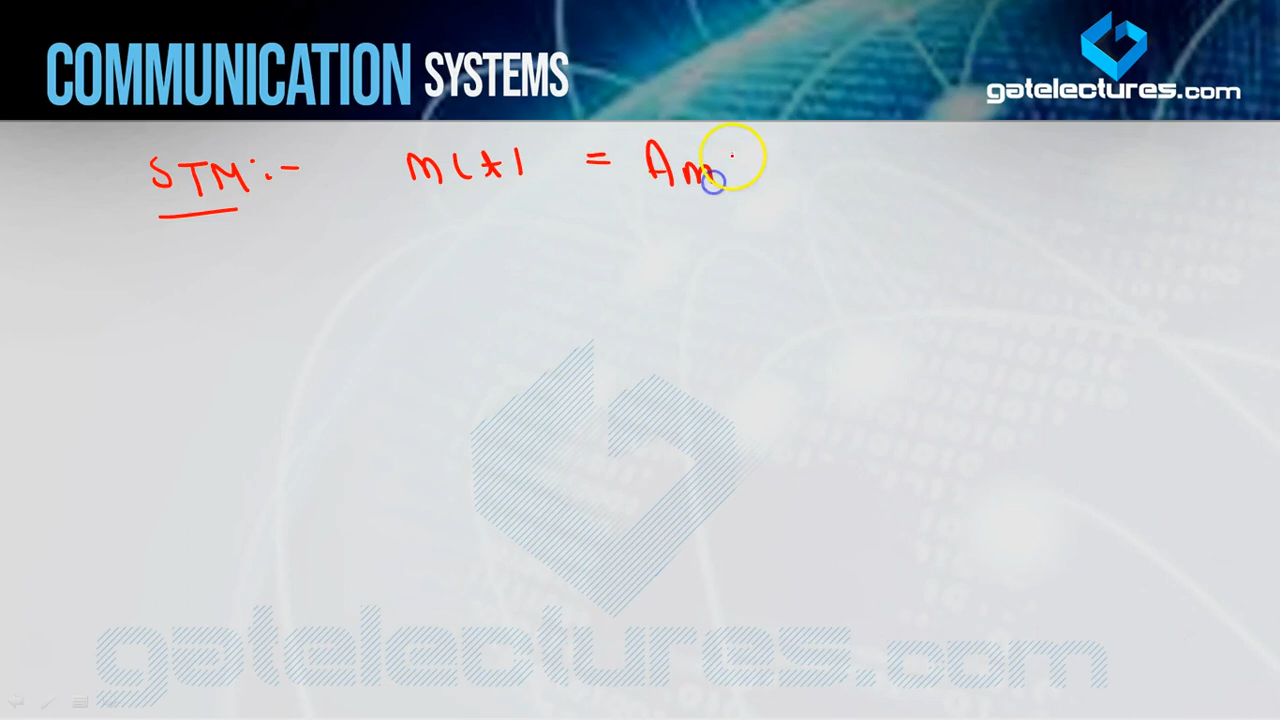 COMMUNICATION SYSTEMS
gatelectures.com
STM:- m(t) = Am
gatelectures.com